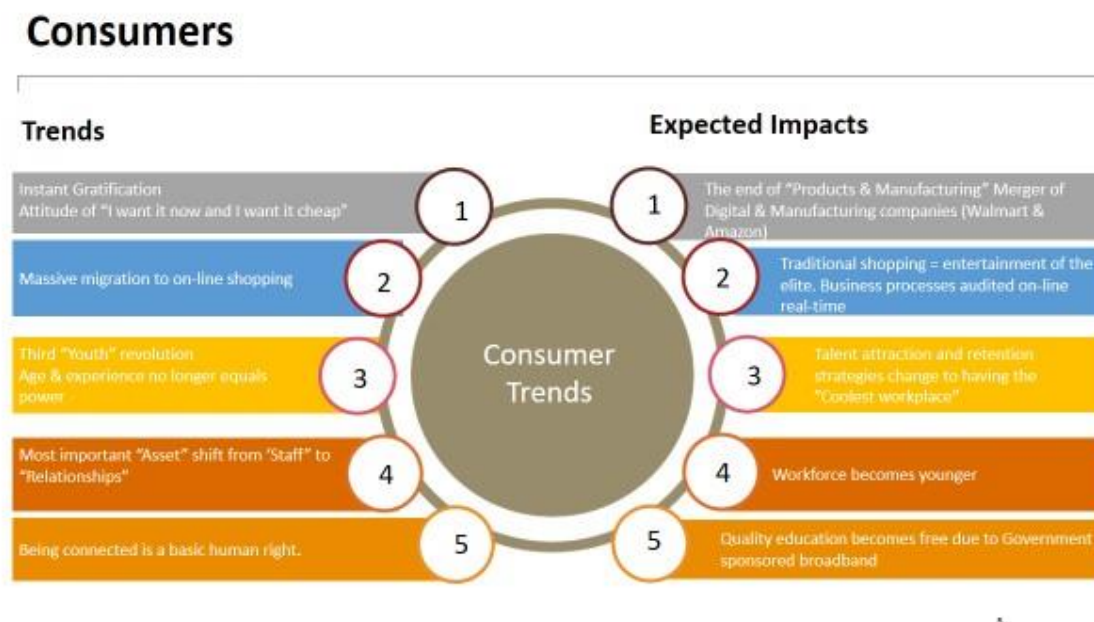 Consumers
Trends
Instant Gratification
Attitude of "I want it now and I want it cheap"
1
Massive migration to on-line shopping
2
Third "Youth" revolution
Age & experience no longer equals
power
3
Most important "Asset" shift from 'Staff" to
"Relationships"
4
Being connected is a basic human right.
5
Consumer
Trends
Expected Impacts
1
The end of "Products & Manufacturing" Merger of
Digital & Manufacturing companies (Walmart &
Amazon)
2
Traditional shopping = entertainment of the
elite. Business processes audited on-line
real-time
3
Talent attraction and retention
strategies change to having the
"Coolest workplace"
4
Workforce becomes younger
5
Quality education becomes free due to Government
sponsored broadband